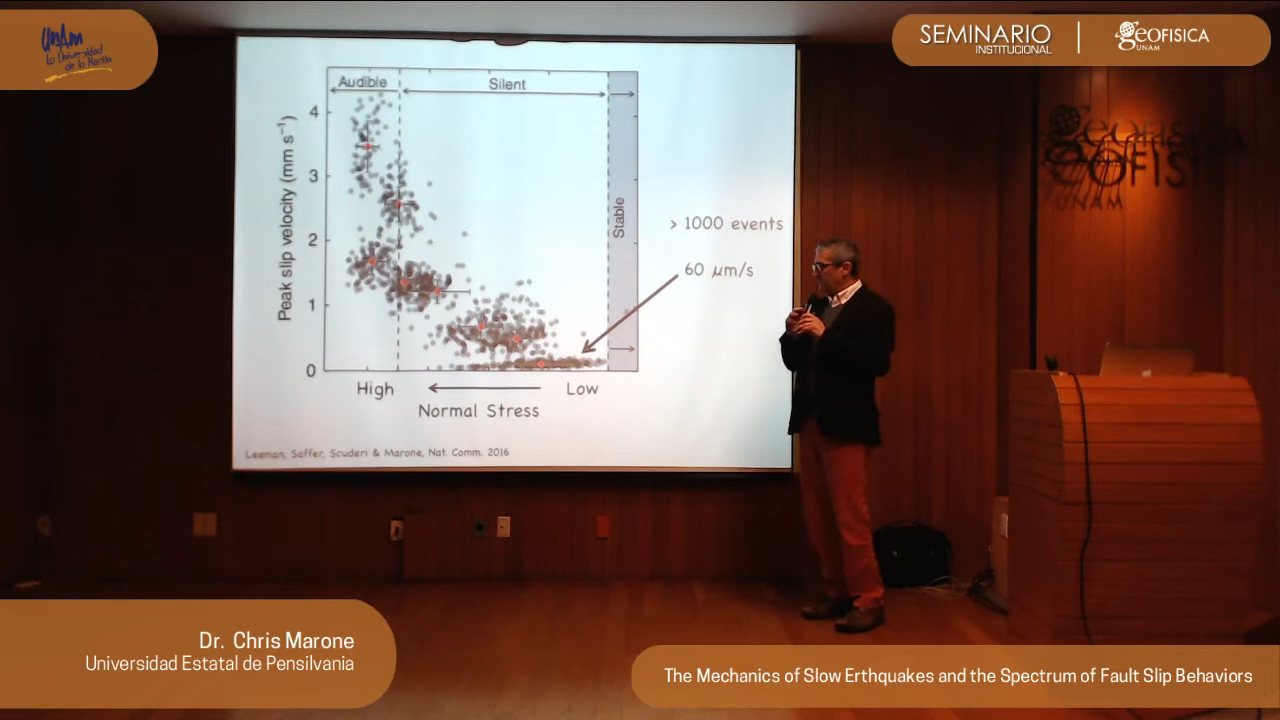 UNAM
La Universidad
de la Nación
SEMINARIO
INSTITUCIONAL
GEOFISICA
UNAM
Audible
Silent
4
3
2
1
0
Peak slip velocity (mm s⁻¹)
Stable
> 1000 events
60 μm/s
High
Low
Normal Stress
Leeman, Saffer, Scuderi & Marone, Nat. Comm. 2016
Geofisica
GEOFISI
UNAM
Dr. Chris Marone
Universidad Estatal de Pensilvania
The Mechanics of Slow Erthquakes and the Spectrum of Fault Slip Behaviors